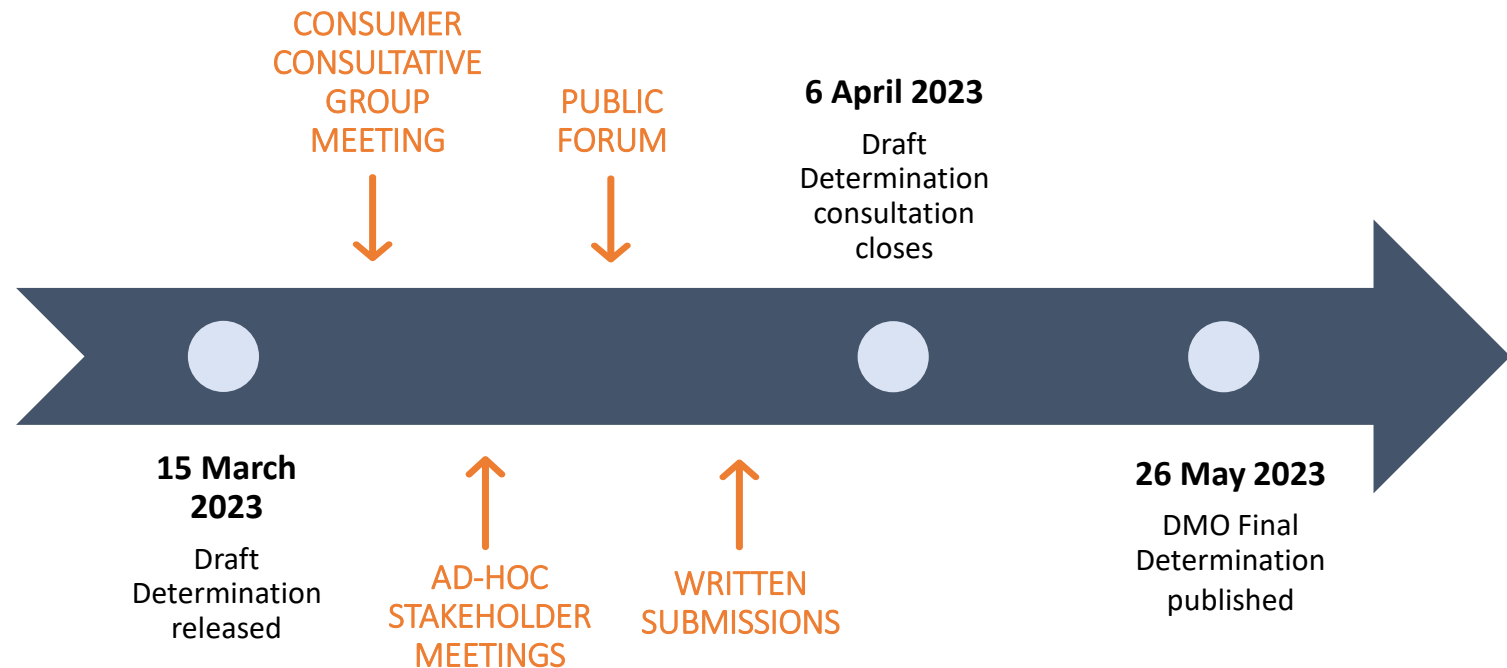 CONSUMER
CONSULTATIVE
GROUP
MEETING
PUBLIC
FORUM
6 April 2023
Draft
Determination
consultation
closes
15 March
2023
Draft
Determination
released
AD-HOC
STAKEHOLDER
MEETINGS
WRITTEN
SUBMISSIONS
26 May 2023
DMO Final
Determination
published